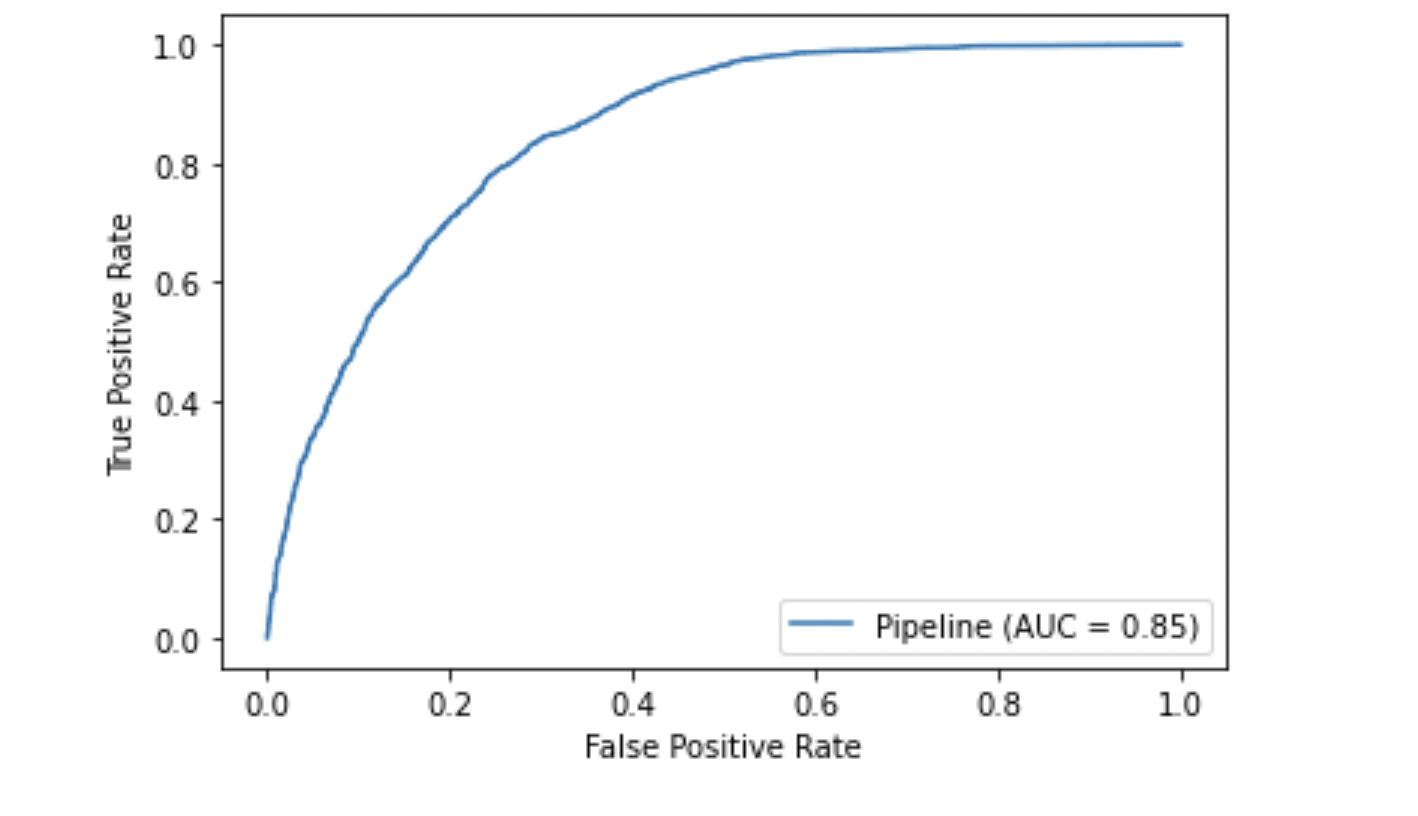 1.0
0.8
0.6
0.4
0.2
0.0
True Positive Rate
Pipeline (AUC = 0.85)
0.0 0.2 0.4 0.6 0.8 1.0
False Positive Rate